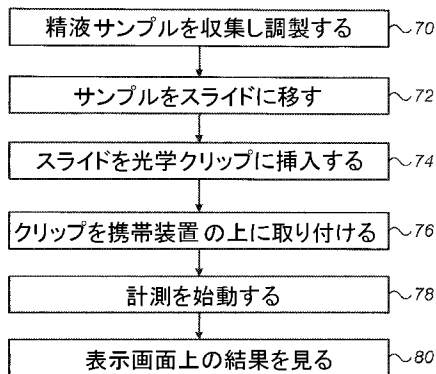 精液サンプルを収集し調製する 70
サンプルをスライドに移す 72
スライドを光学クリップに挿入する 74
クリップを携帯装置の上に取り付ける 76
計測を始動する 78
表示画面上の結果を見る 80